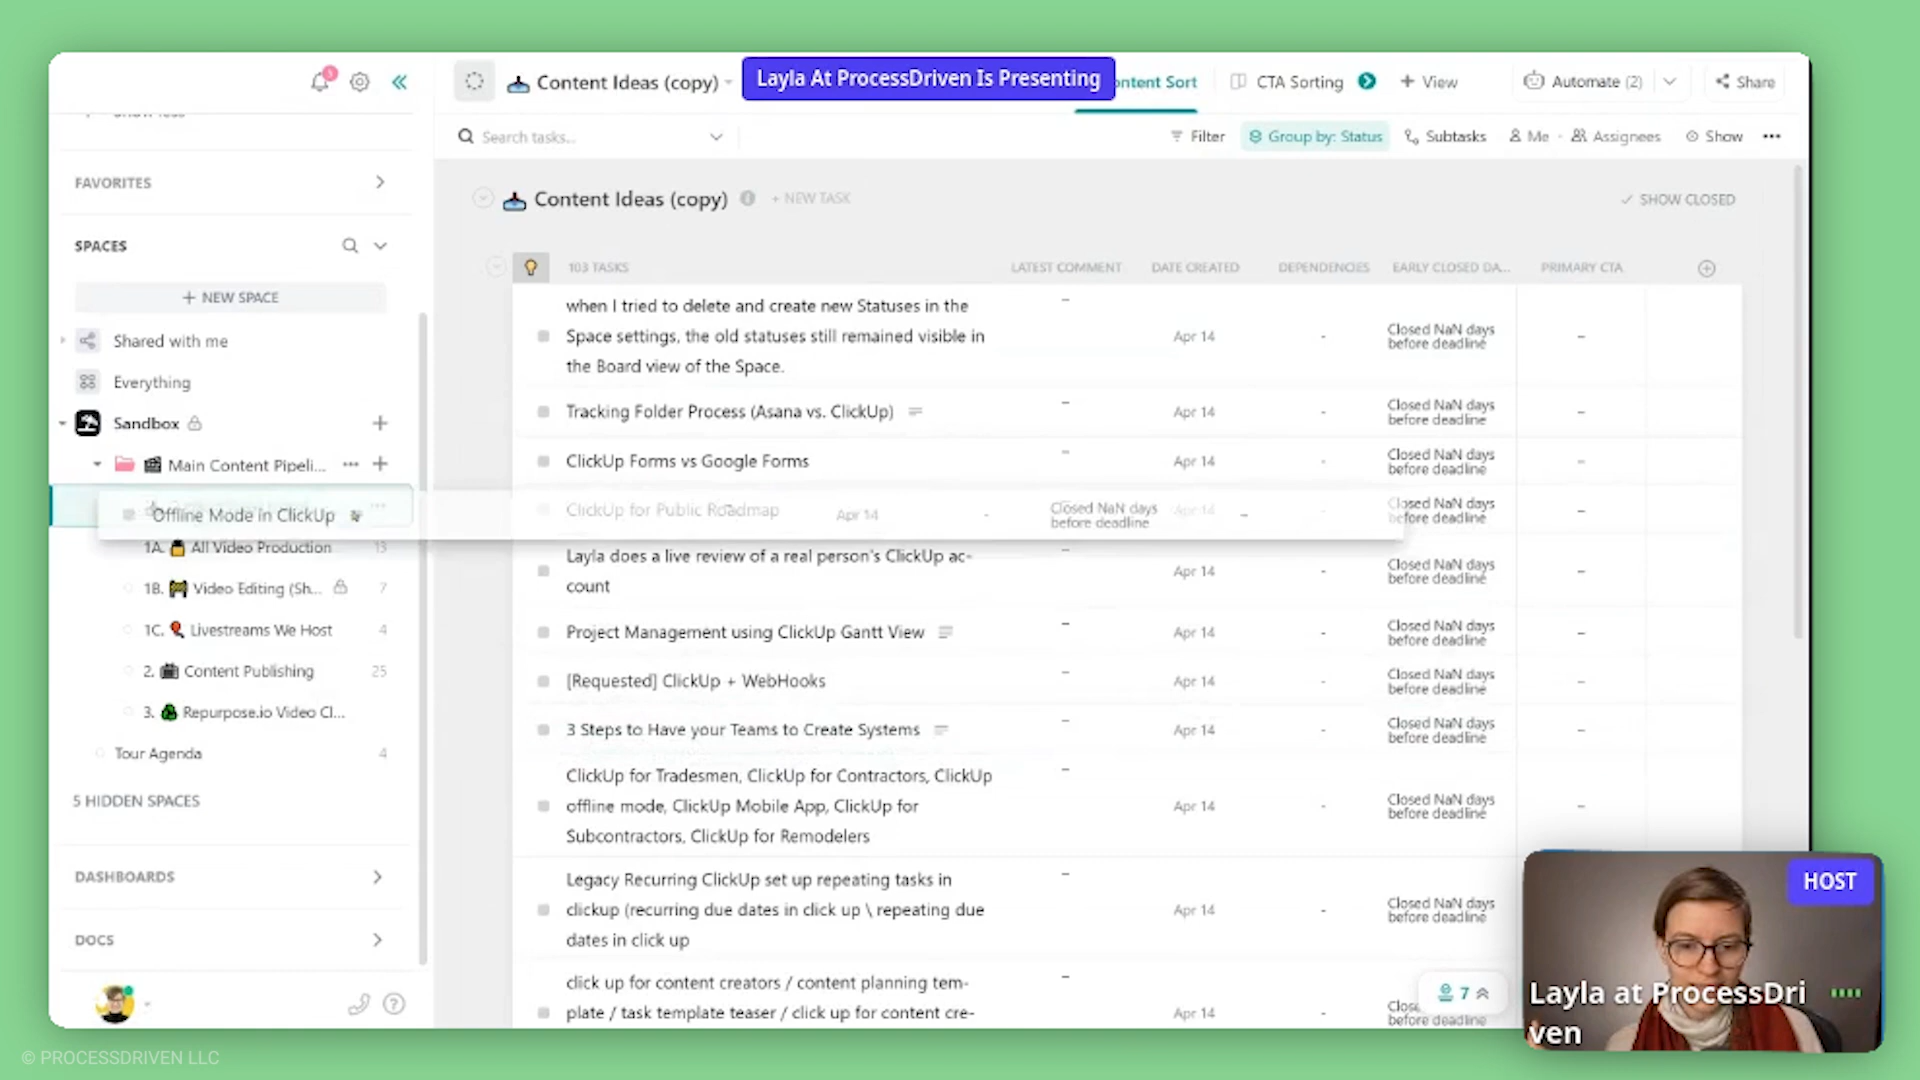 Layla At ProcessDriven Is Presenting
Content Ideas (copy)
ontent Sort
CTA Sorting
+ View
Automate (2)
Share
Search tasks...
Filter
Group by: Status
Subtasks
Me
Assignees
Show
FAVORITES
SPACES
+ NEW SPACE
Shared with me
Everything
Sandbox
Main Content Pipeli...
Offline Mode in ClickUp
Apr 14
-
Closed NaN days
before deadline
–
1A. All Video Production 13
1B. Video Editing (Sh... 7
1C. Livestreams We Host 4
2. Content Publishing 25
3. Repurpose.io Video Cl...
Tour Agenda 4
5 HIDDEN SPACES
DASHBOARDS
DOCS
Content Ideas (copy)
+ NEW TASK
SHOW CLOSED
103 TASKS
LATEST COMMENT
DATE CREATED
DEPENDENCIES
EARLY CLOSED DA...
PRIMARY CTA
when I tried to delete and create new Statuses in the
Space settings, the old statuses still remained visible in
the Board view of the Space.
– Apr 14 - Closed NaN days
before deadline –
Tracking Folder Process (Asana vs. ClickUp)
– Apr 14 - Closed NaN days
before deadline –
ClickUp Forms vs Google Forms
– Apr 14 - Closed NaN days
before deadline –
ClickUp for Public Roadmap
Apr 14 - Closed NaN days
before deadline –
Layla does a live review of a real person's ClickUp ac-
count
– Apr 14 - Closed NaN days
before deadline –
Project Management using ClickUp Gantt View
– Apr 14 - Closed NaN days
before deadline –
[Requested] ClickUp + WebHooks
– Apr 14 - Closed NaN days
before deadline –
3 Steps to Have your Teams to Create Systems
– Apr 14 - Closed NaN days
before deadline –
ClickUp for Tradesmen, ClickUp for Contractors, ClickUp
offline mode, ClickUp Mobile App, ClickUp for
Subcontractors, ClickUp for Remodelers
– Apr 14 - Closed NaN days
before deadline –
Legacy Recurring ClickUp set up repeating tasks in
clickup (recurring due dates in click up \ repeating due
dates in click up
– Apr 14 - Closed NaN days
before deadline
click up for content creators / content planning tem-
plate / task template teaser / click up for content cre-
– Apr 14 - Close
before deadline
7
HOST
Layla at ProcessDri
ven
© PROCESSDRIVEN LLC